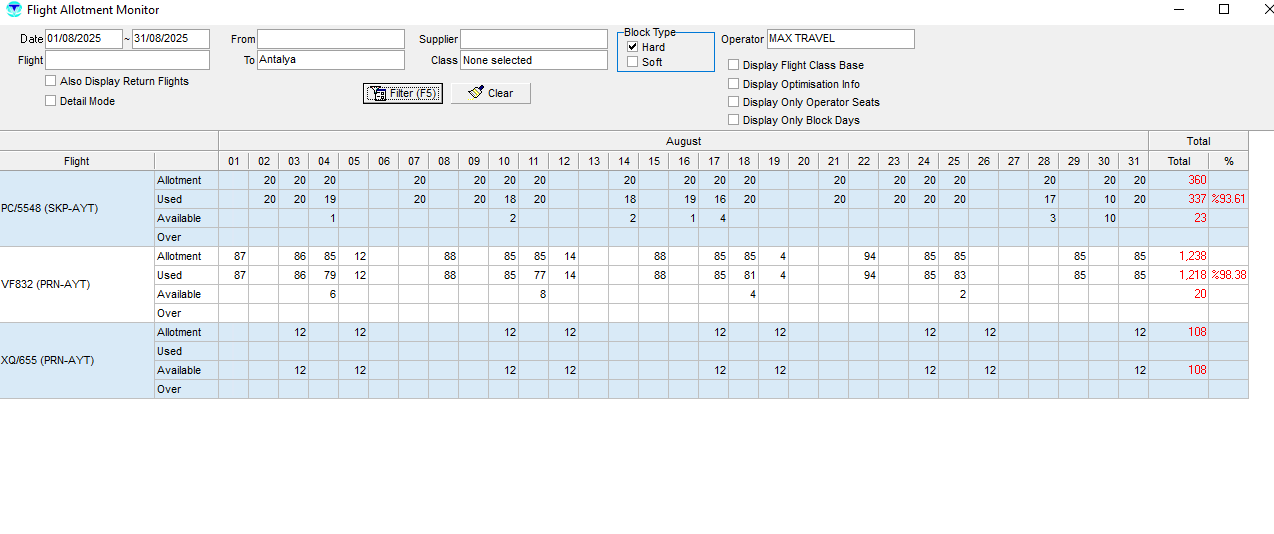 Flight Allotment Monitor
Date 01/08/2025 ~ 31/08/2025 From Supplier Block Type Operator MAX TRAVEL
Hard
Flight To Antalya Class None selected Soft
Display Flight Class Base
Also Display Return Flights
Display Optimisation Info
Detail Mode Filter (F5) Clear
Display Only Operator Seats
Display Only Block Days
August Total
Flight 01 02 03 04 05 06 07 08 09 10 11 12 13 14 15 16 17 18 19 20 21 22 23 24 25 26 27 28 29 30 31 Total %
PC/5548 (SKP-AYT)
Allotment 20 20 20 20 20 20 20 20 20 20 20 20 20 20 20 20 20 20 360
Used 20 20 19 20 20 18 20 18 19 16 20 20 20 20 20 17 10 20 337 %93.61
Available 1 2 2 1 4 3 10 23
Over
VF832 (PRN-AYT)
Allotment 87 86 85 12 88 85 85 14 88 85 85 4 94 85 85 85 85 1,238
Used 87 86 79 12 88 85 77 14 88 85 81 4 94 85 83 85 85 1,218 %98.38
Available 6 8 4 2 20
Over
XQ/655 (PRN-AYT)
Allotment 12 12 12 12 12 12 12 12 12 108
Used
Available 12 12 12 12 12 12 12 12 12 108
Over